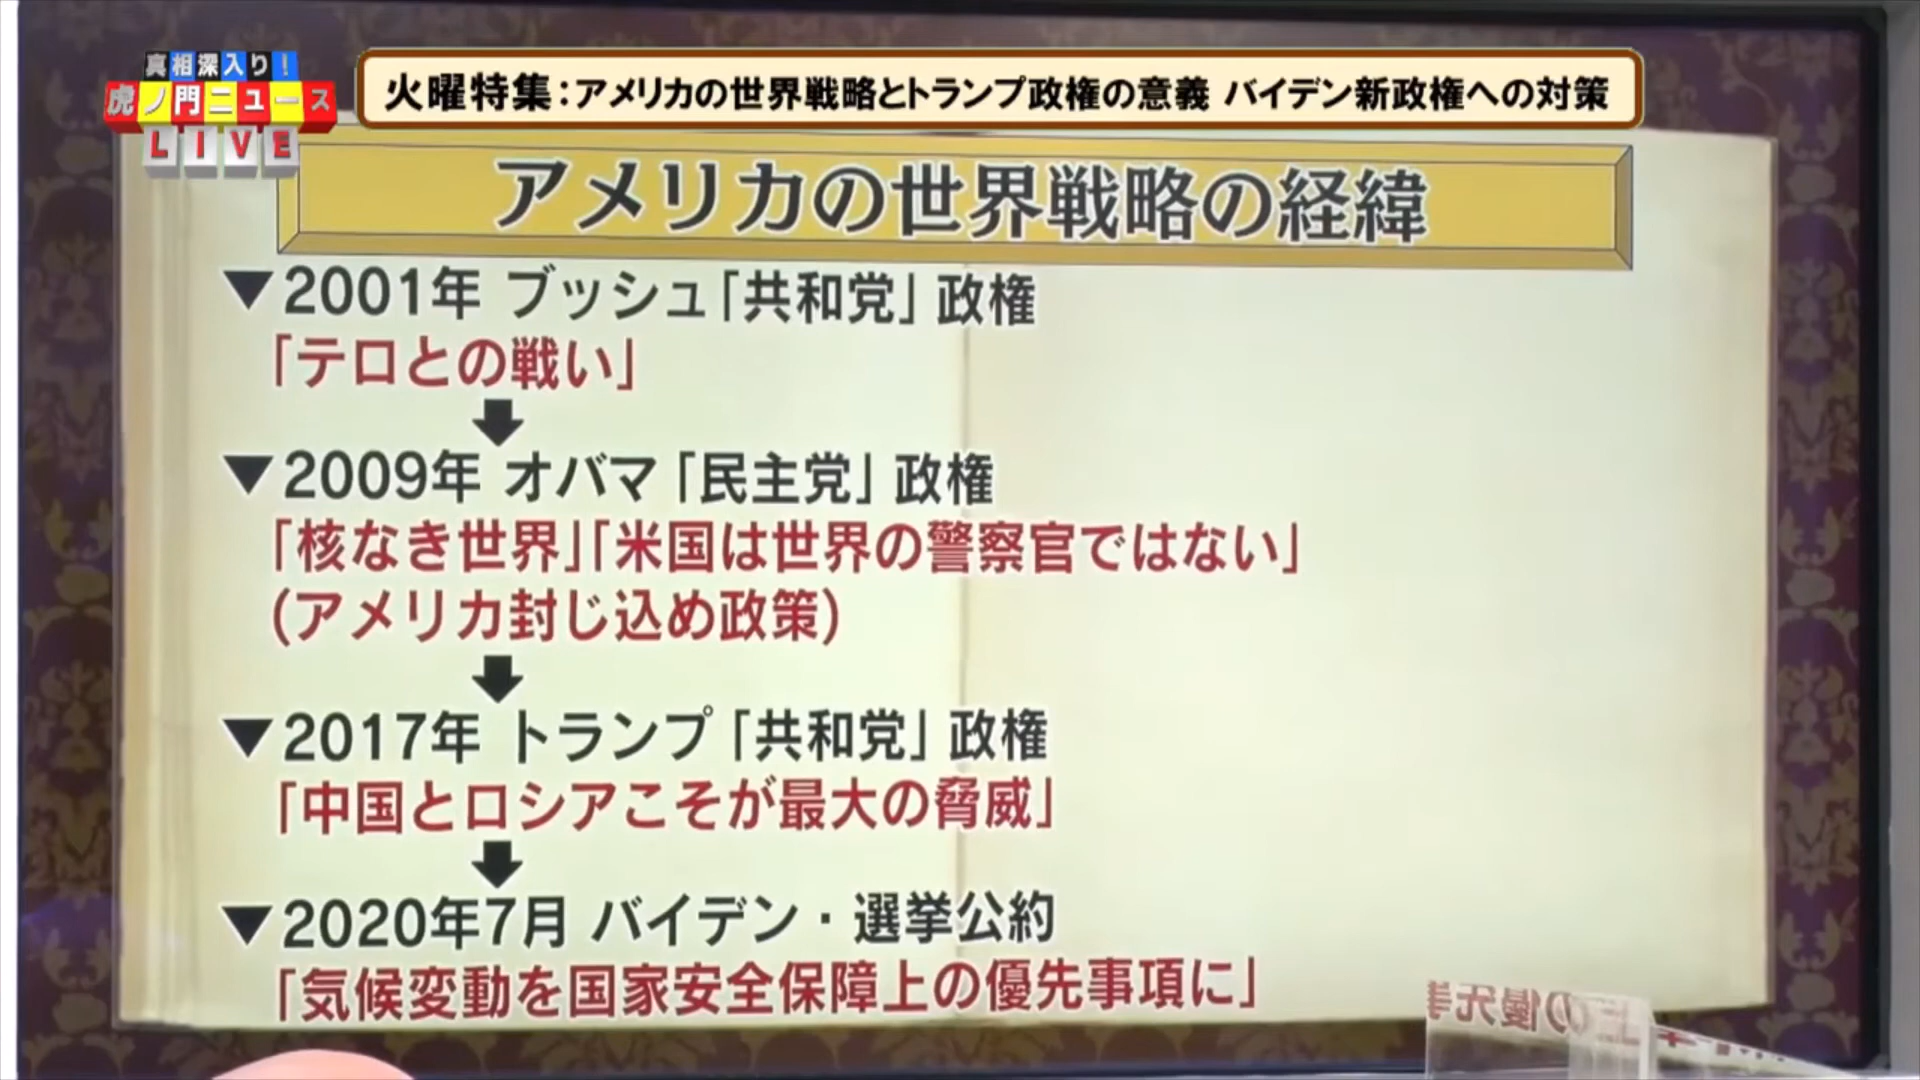 真相深入り!
虎ノ門ニュース
LIVE
火曜特集:アメリカの世界戦略とトランプ政権の意義 バイデン新政権への対策
アメリカの世界戦略の経緯
▼2001年 ブッシュ「共和党」政権
「テロとの戦い」
▼2009年 オバマ「民主党」政権
「核なき世界」「米国は世界の警察官ではない」
(アメリカ封じ込め政策)
▼2017年 トランプ「共和党」政権
「中国とロシアこそが最大の脅威」
▼2020年7月 バイデン・選挙公約
「気候変動を国家安全保障上の優先事項に」